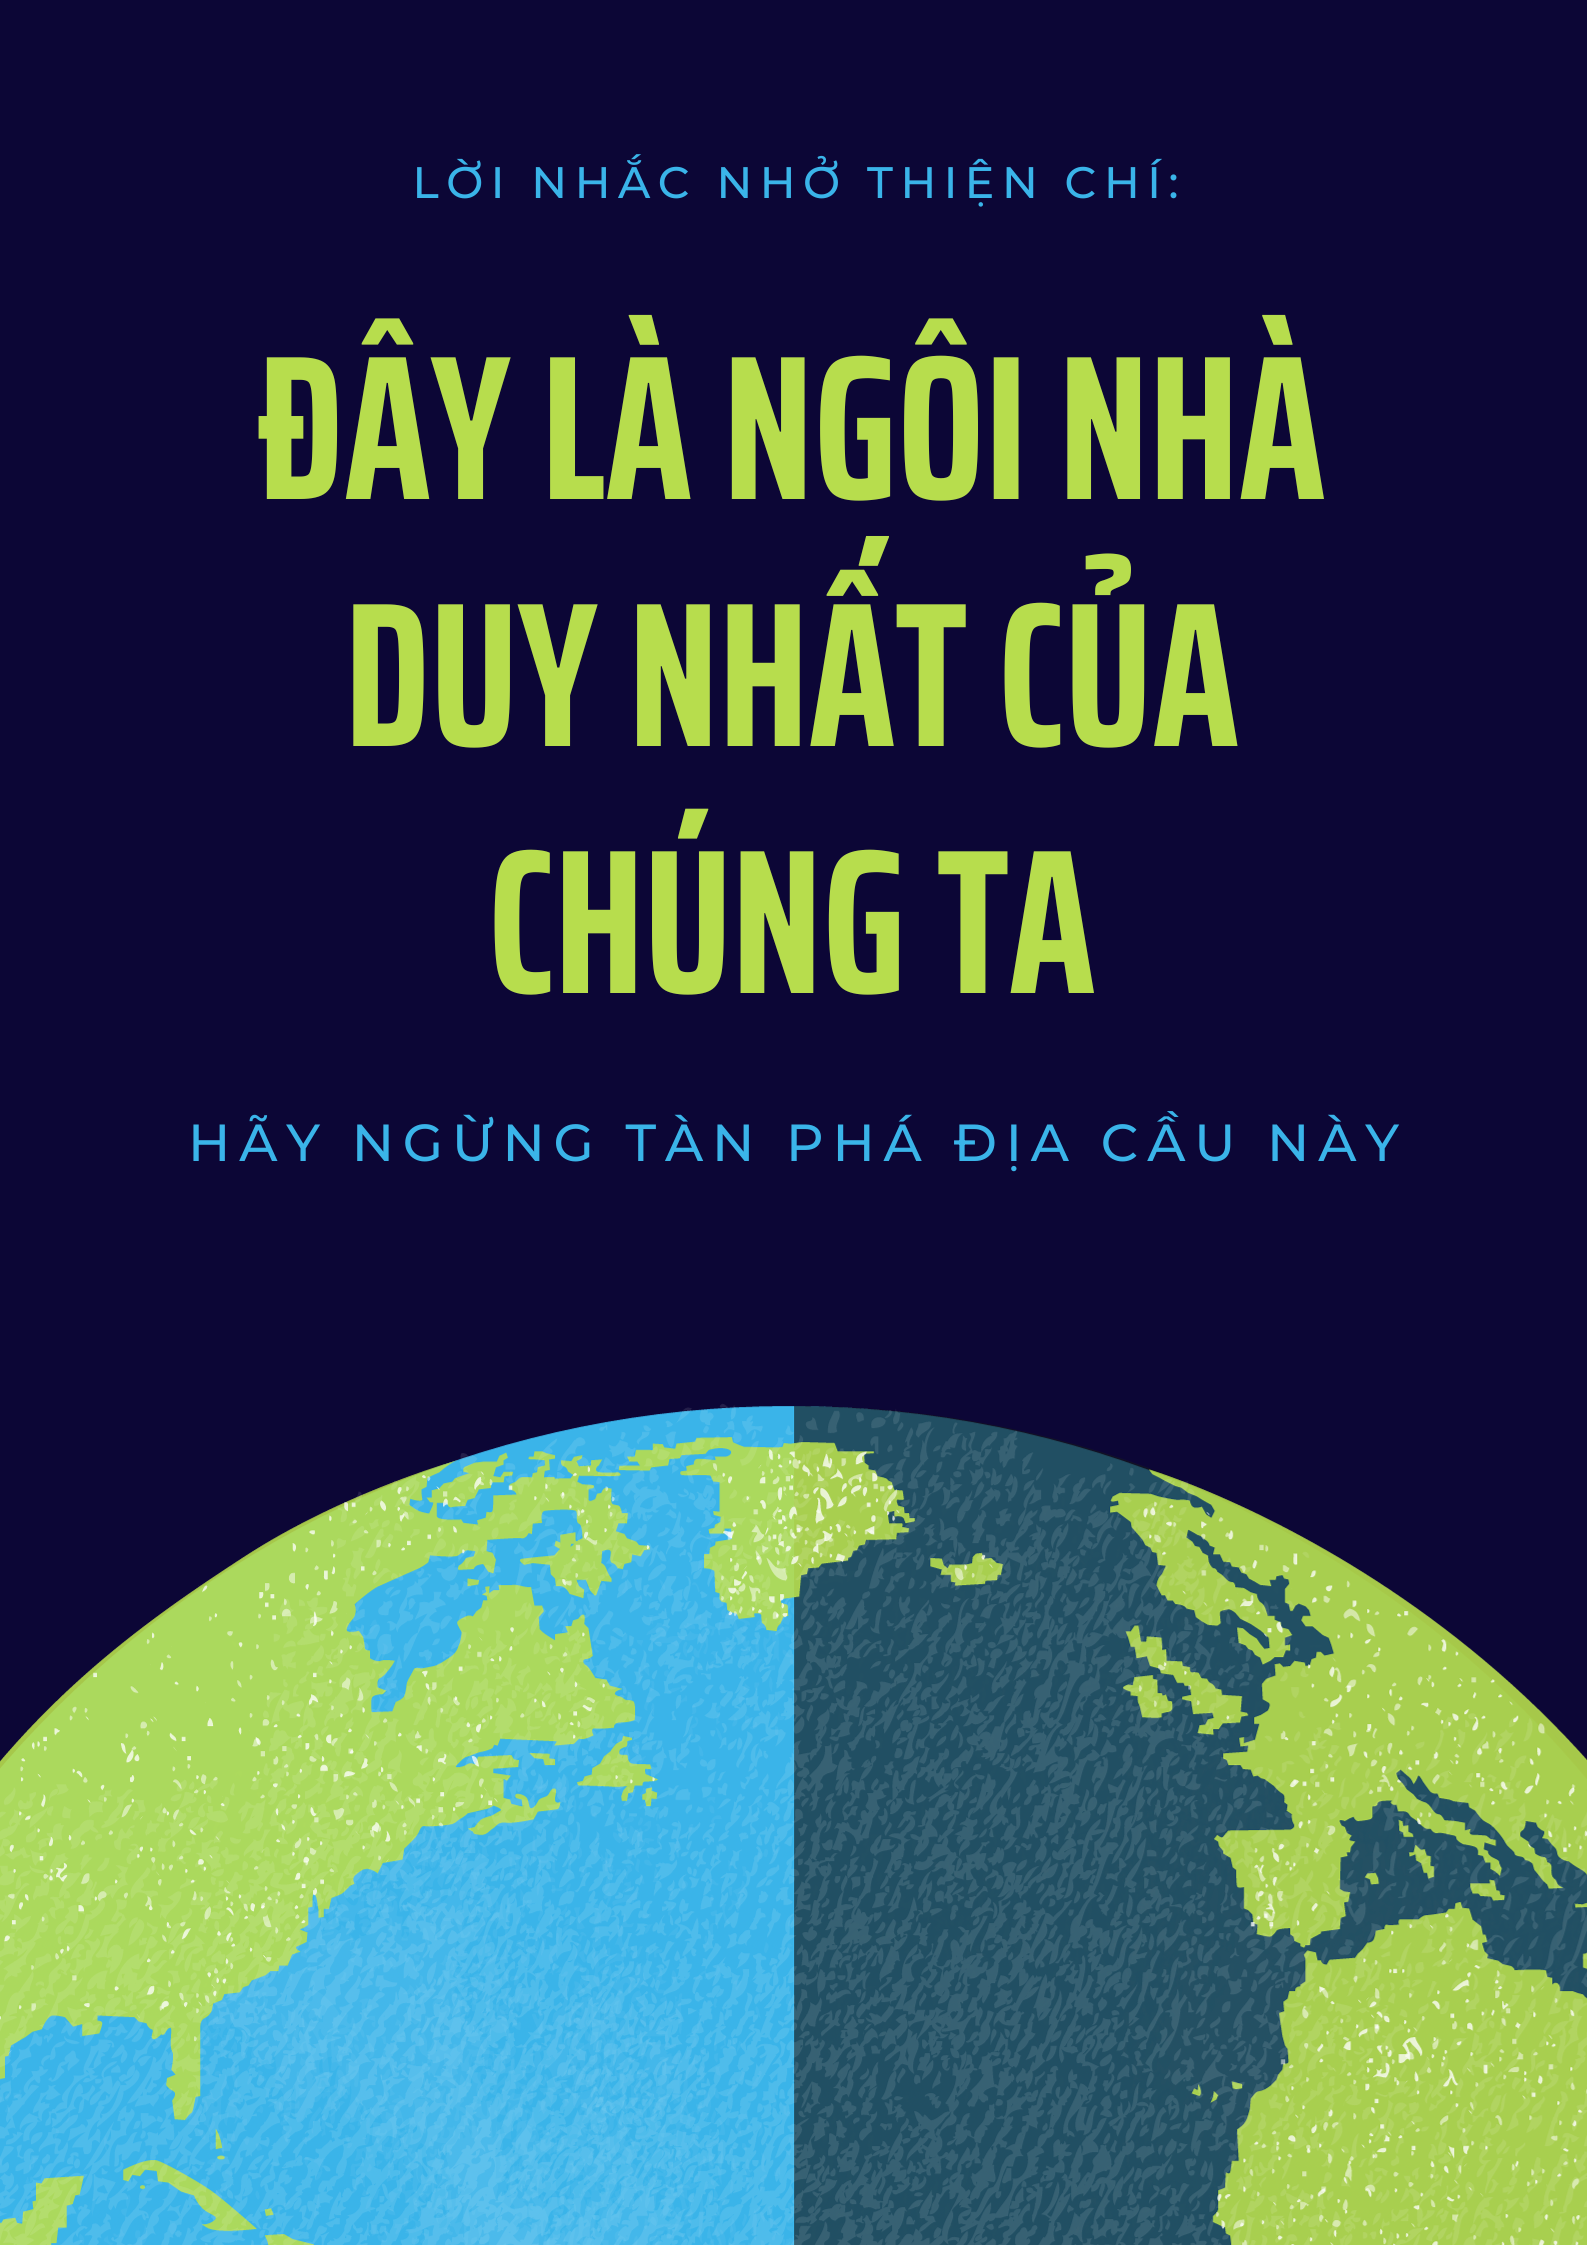 LỜI NHẮC NHỞ THIỆN CHÍ:
ĐÂY LÀ NGÔI NHÀ
DUY NHẤT CỦA
CHÚNG TA
HÃY NGỪNG TÀN PHÁ ĐỊA CẦU NÀY